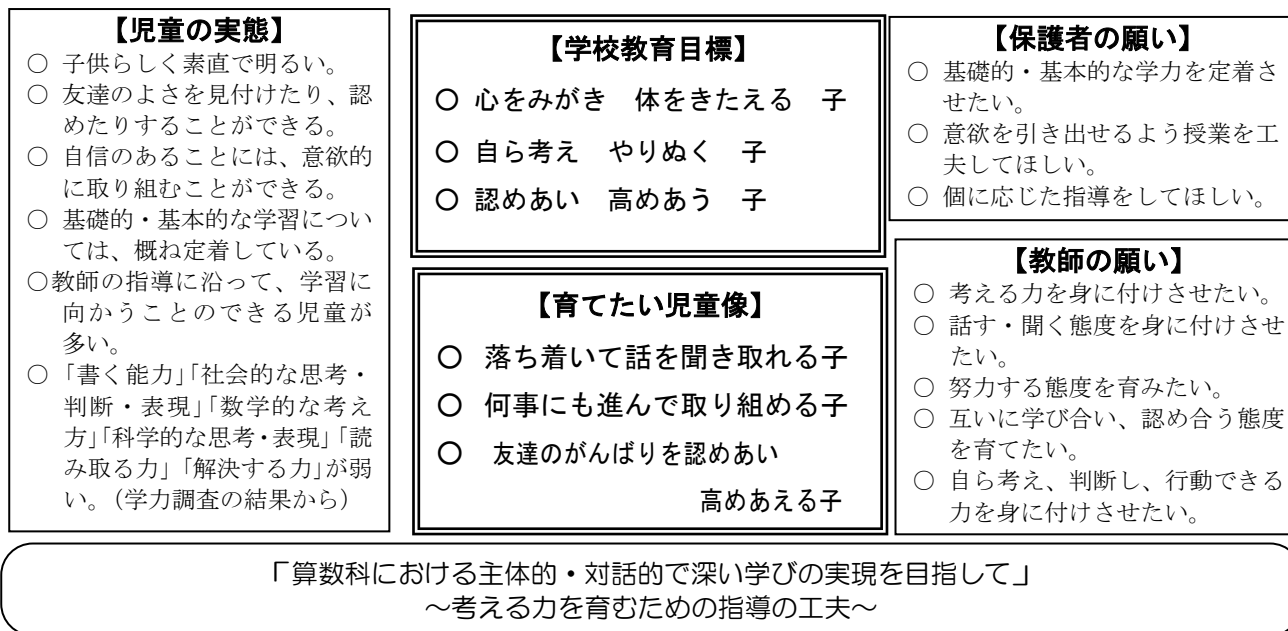 【児童の実態】
○ 子供らしく素直で明るい。
○ 友達のよさを見付けたり、認
めたりすることができる。
○ 自信のあることには、意欲的
に取り組むことができる。
○ 基礎的・基本的な学習につい
ては、概ね定着している。
○教師の指導に沿って、学習に
向かうことのできる児童が
多い。
○ 「書く能力」「社会的な思考・
判断・表現」「数学的な考え
方」「科学的な思考・表現」「読
み取る力」「解決する力」が弱
い。（学力調査の結果から）
【学校教育目標】
○ 心をみがき　体をきたえる　子
○ 自ら考え　やりぬく　子
○ 認めあい　高めあう　子
【育てたい児童像】
○ 落ち着いて話を聞き取れる子
○ 何事にも進んで取り組める子
○ 友達のがんばりを認めあい
高めあえる子
【保護者の願い】
○ 基礎的・基本的な学力を定着さ
せたい。
○ 意欲を引き出せるよう授業を工
夫してほしい。
○ 個に応じた指導をしてほしい。
【教師の願い】
○ 考える力を身に付けさせたい。
○ 話す・聞く態度を身に付けさせ
たい。
○ 努力する態度を育みたい。
○ 互いに学び合い、認め合う態度
を育てたい。
○ 自ら考え、判断し、行動できる
力を身に付けさせたい。
「算数科における主体的・対話的で深い学びの実現を目指して」
～考える力を育むための指導の工夫～